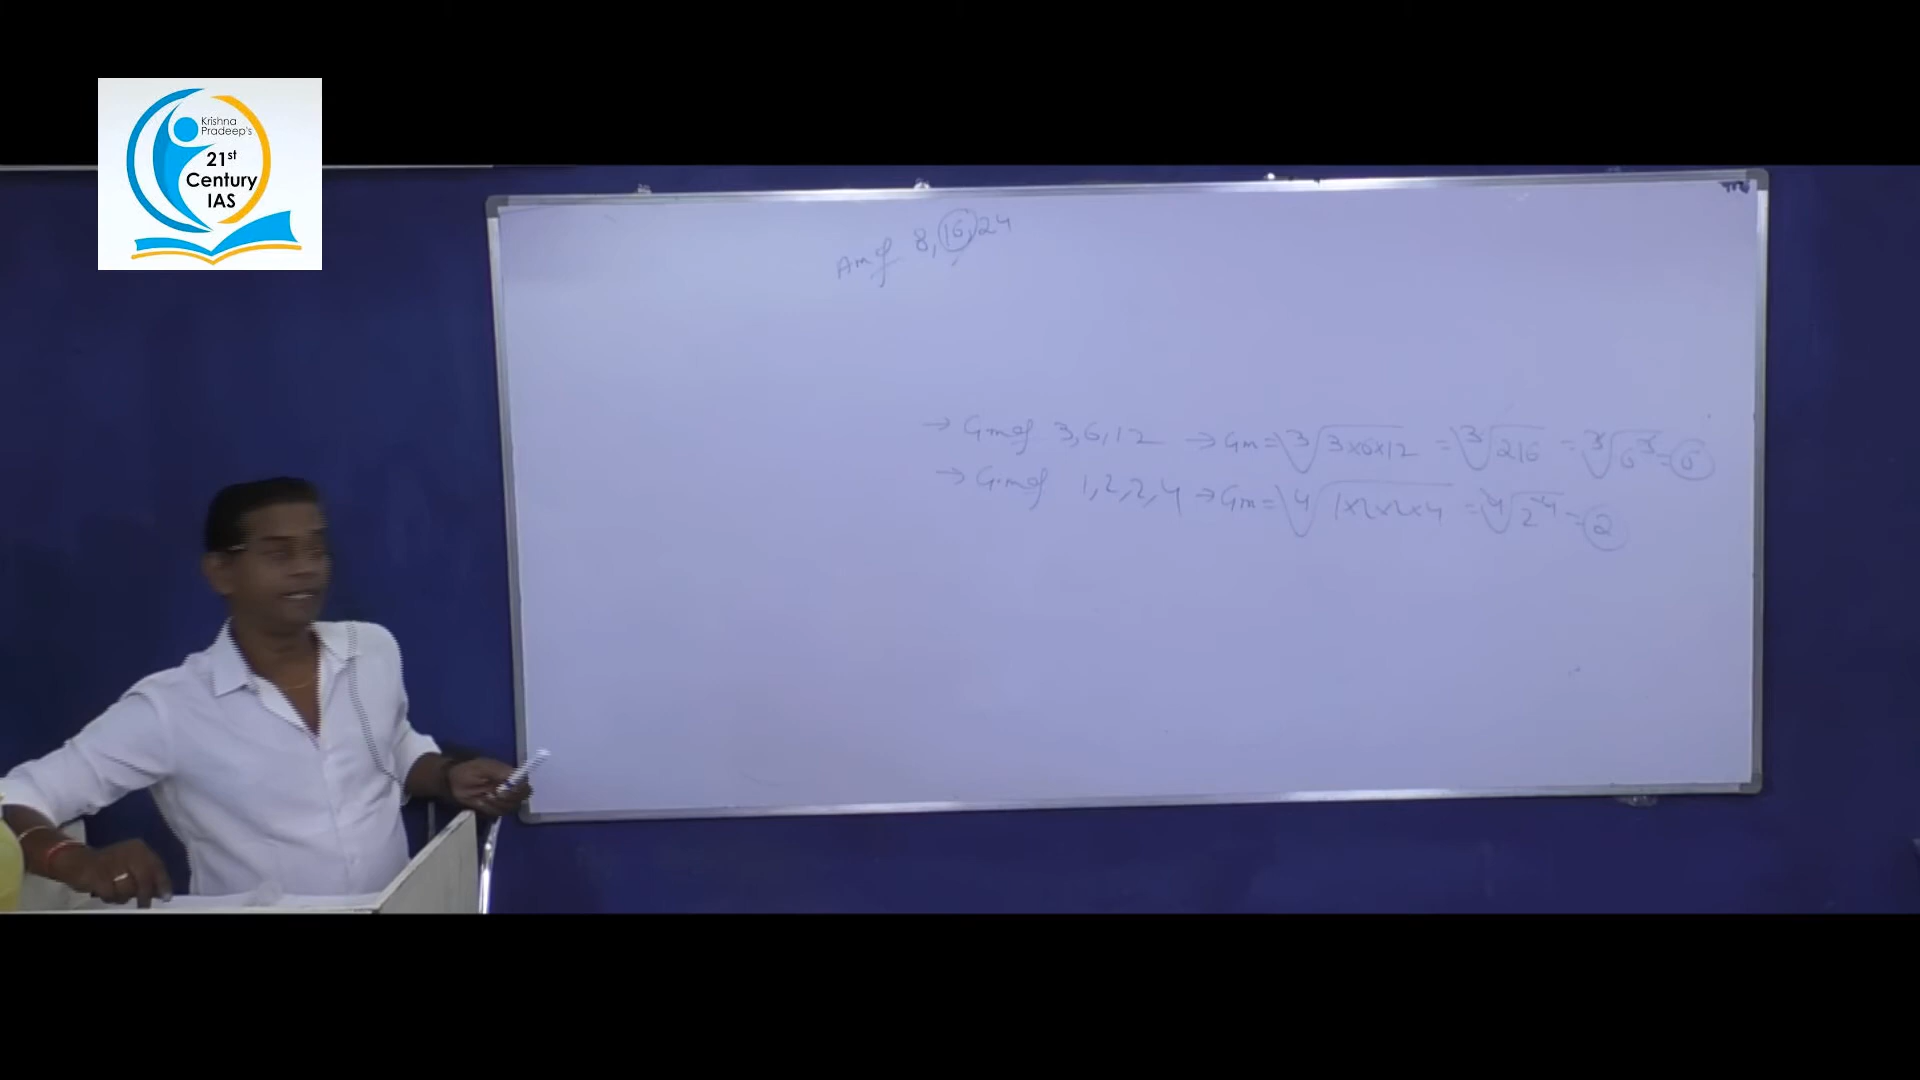 Krishna
Pradeep's
21st
Century
IAS
Am of 8, 16, 24
→ Gm of 3, 6, 12 → Gm = ∛(3×6×12) = ∛216 = ∛6³ = 6
→ G.m of 1, 2, 2, 4 → Gm = ∜(1×2×2×4) = ∜2⁴ = 2